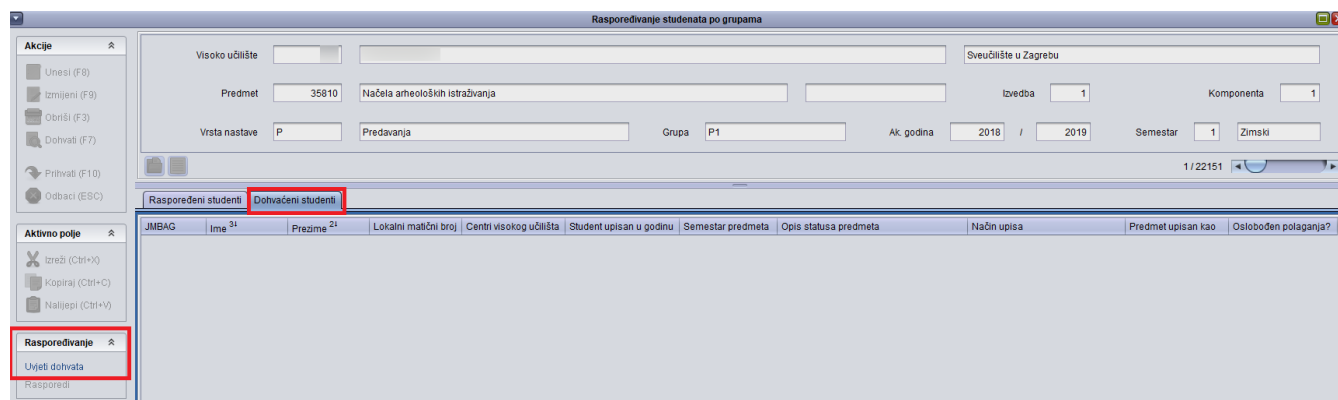 Raspoređivanje studenata po grupama
Akcije
Unesi (F8)
Izmijeni (F9)
Obriši (F3)
Dohvati (F7)
Prihvati (F10)
Odbaci (ESC)
Aktivno polje
Izreži (Ctrl+X)
Kopiraj (Ctrl+C)
Nalijepi (Ctrl+V)
Raspoređivanje
Uvjeti dohvata
Rasporedi
Visoko učilište Sveučilište u Zagrebu
Predmet 35810 Načela arheoloških istraživanja Izvedba 1 Komponenta 1
Vrsta nastave P Predavanja Grupa P1 Ak. godina 2018 / 2019 Semestar 1 Zimski
1 / 22151
Raspoređeni studenti Dohvaćeni studenti
JMBAG Ime 3↑ Prezime 2↑ Lokalni matični broj Centri visokog učilišta Student upisan u godinu Semestar predmeta Opis statusa predmeta Način upisa Predmet upisan kao Oslobođen polaganja?